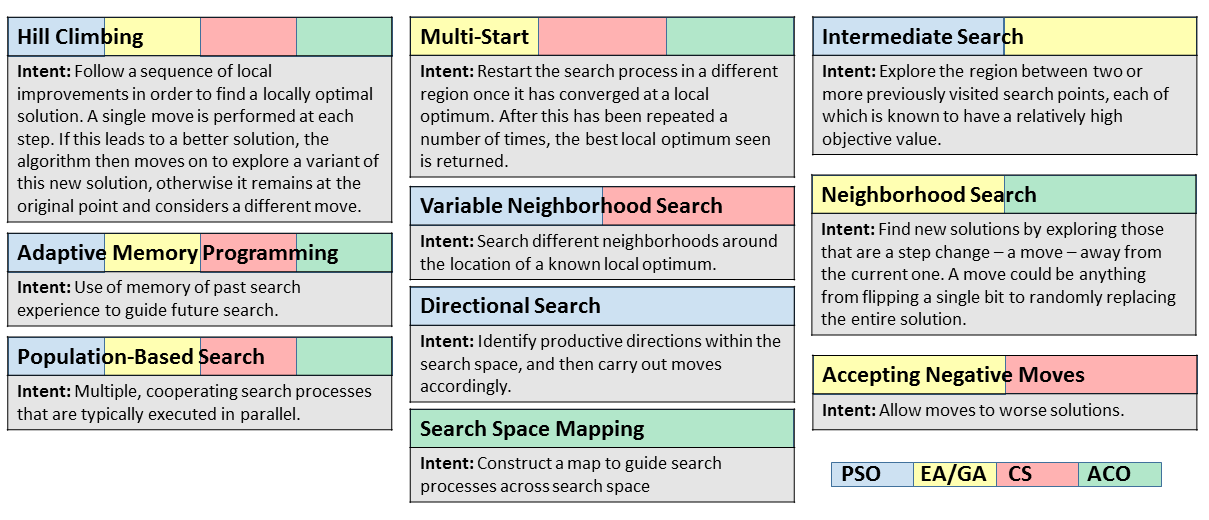 Hill Climbing
Intent: Follow a sequence of local
improvements in order to find a locally optimal
solution. A single move is performed at each
step. If this leads to a better solution, the
algorithm then moves on to explore a variant of
this new solution, otherwise it remains at the
original point and considers a different move.
Adaptive Memory Programming
Intent: Use of memory of past search
experience to guide future search.
Population-Based Search
Intent: Multiple, cooperating search processes
that are typically executed in parallel.
Multi-Start
Intent: Restart the search process in a different
region once it has converged at a local
optimum. After this has been repeated a
number of times, the best local optimum seen
is returned.
Variable Neighborhood Search
Intent: Search different neighborhoods around
the location of a known local optimum.
Directional Search
Intent: Identify productive directions within the
search space, and then carry out moves
accordingly.
Search Space Mapping
Intent: Construct a map to guide search
processes across search space
Intermediate Search
Intent: Explore the region between two or
more previously visited search points, each of
which is known to have a relatively high
objective value.
Neighborhood Search
Intent: Find new solutions by exploring those
that are a step change – a move – away from
the current one. A move could be anything
from flipping a single bit to randomly replacing
the entire solution.
Accepting Negative Moves
Intent: Allow moves to worse solutions.
PSO EA/GA CS ACO